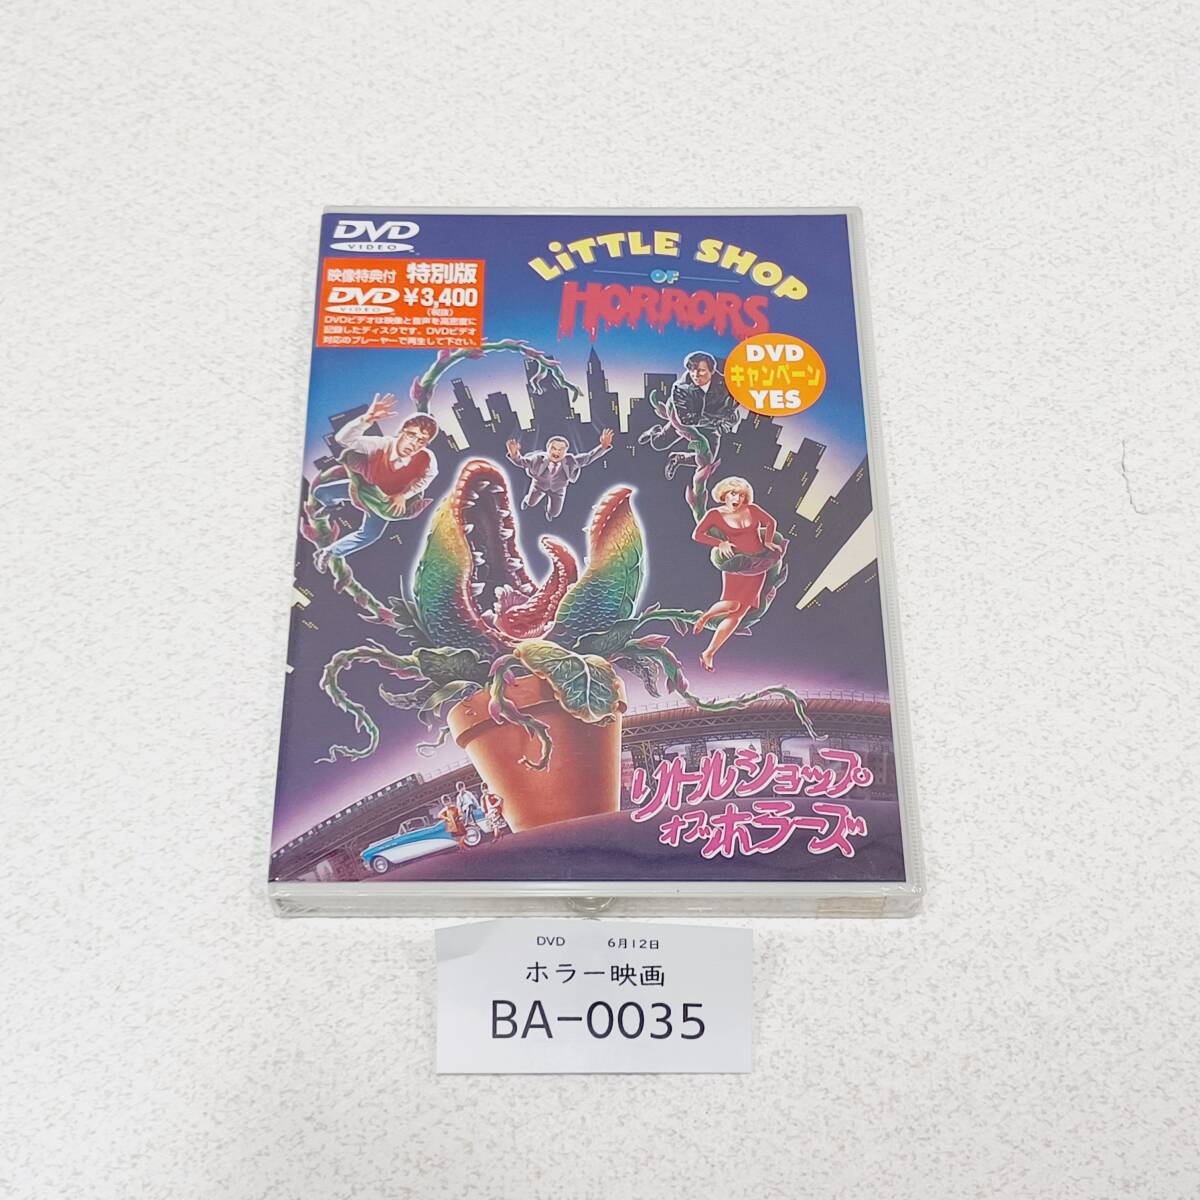 DVD
VIDEO
映像特典付 特別版
DVD ¥3,400
VIDEO (税抜)
DVDビデオは映像と音声を高密度に
記録したディスクです。DVDビデオ
対応のプレーヤーで再生して下さい。
LiTTLE SHOP
OF
HORRORS
DVD
キャンペーン
YES
リトルショップ
オブホラーズ
DVD 6月12日
ホラー映画
BA-0035